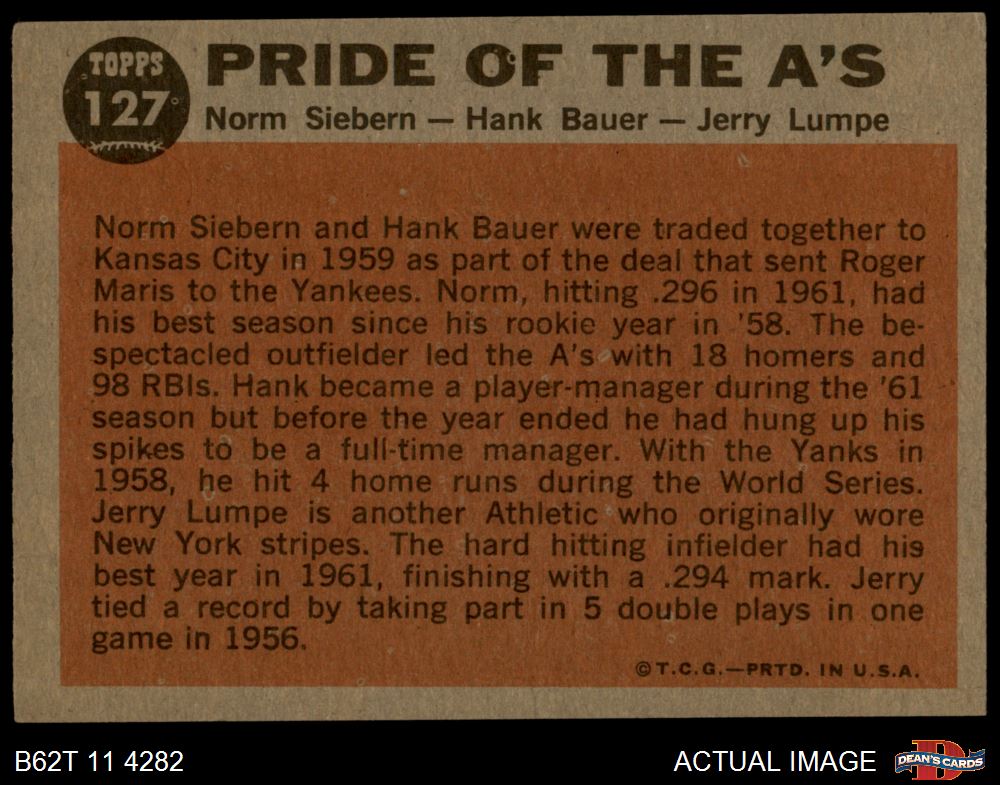 TOPPS
127
PRIDE OF THE A'S
Norm Siebern — Hank Bauer — Jerry Lumpe
Norm Siebern and Hank Bauer were traded together to
Kansas City in 1959 as part of the deal that sent Roger
Maris to the Yankees. Norm, hitting .296 in 1961, had
his best season since his rookie year in '58. The be-
spectacled outfielder led the A's with 18 homers and
98 RBIs. Hank became a player-manager during the '61
season but before the year ended he had hung up his
spikes to be a full-time manager. With the Yanks in
1958, he hit 4 home runs during the World Series.
Jerry Lumpe is another Athletic who originally wore
New York stripes. The hard hitting infielder had his
best year in 1961, finishing with a .294 mark. Jerry
tied a record by taking part in 5 double plays in one
game in 1956.
©T.C.G.—PRTD. IN U.S.A.
B62T 11 4282
ACTUAL IMAGE
D
DEAN'S CARDS